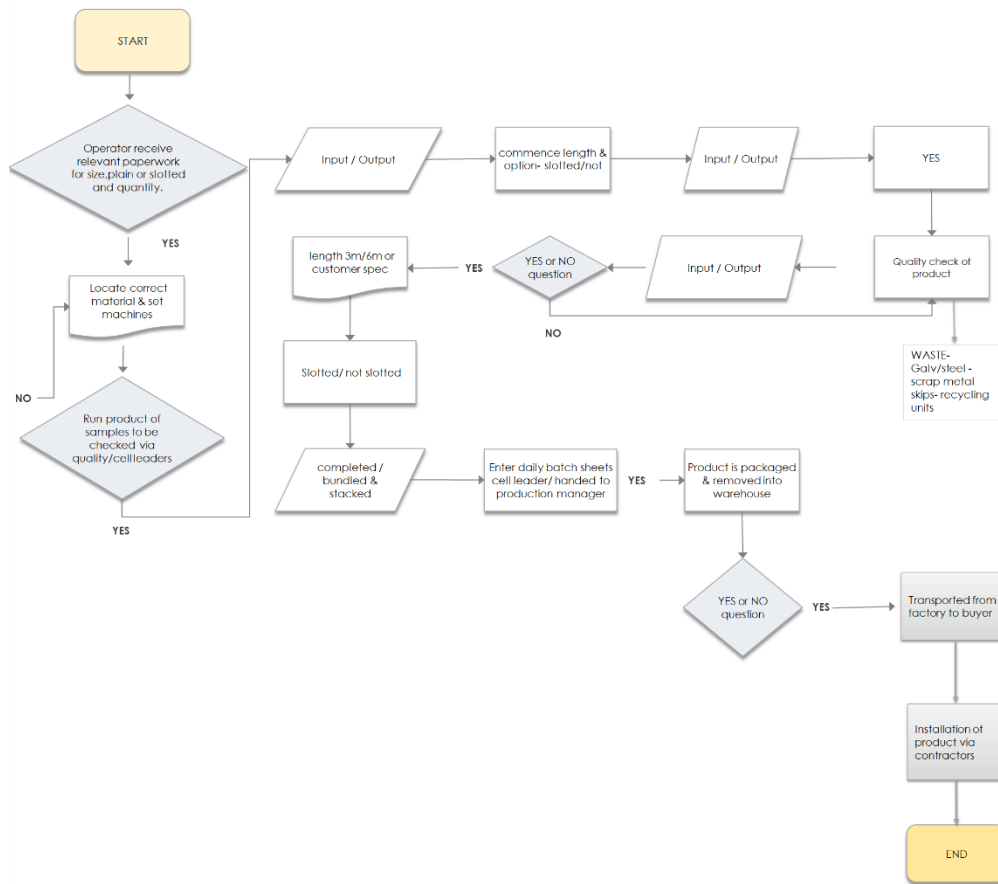 START
Operator receive
relevant paperwork
for size,plain or slotted
and quantity.
YES
Locate correct
material & set
machines
NO
Run product of
samples to be
checked via
quality/cell leaders
YES
Input / Output
commence length &
option- slotted/not
Input / Output
YES
Quality check of
product
WASTE-
Galv/steel -
scrap metal
skips- recycling
units
Input / Output
YES or NO
question
NO
YES
length 3m/6m or
customer spec
Slotted/ not slotted
completed /
bundled &
stacked
Enter daily batch sheets
cell leader/ handed to
production manager
YES
Product is packaged
& removed into
warehouse
YES or NO
question
YES
Transported from
factory to buyer
Installation of
product via
contractors
END